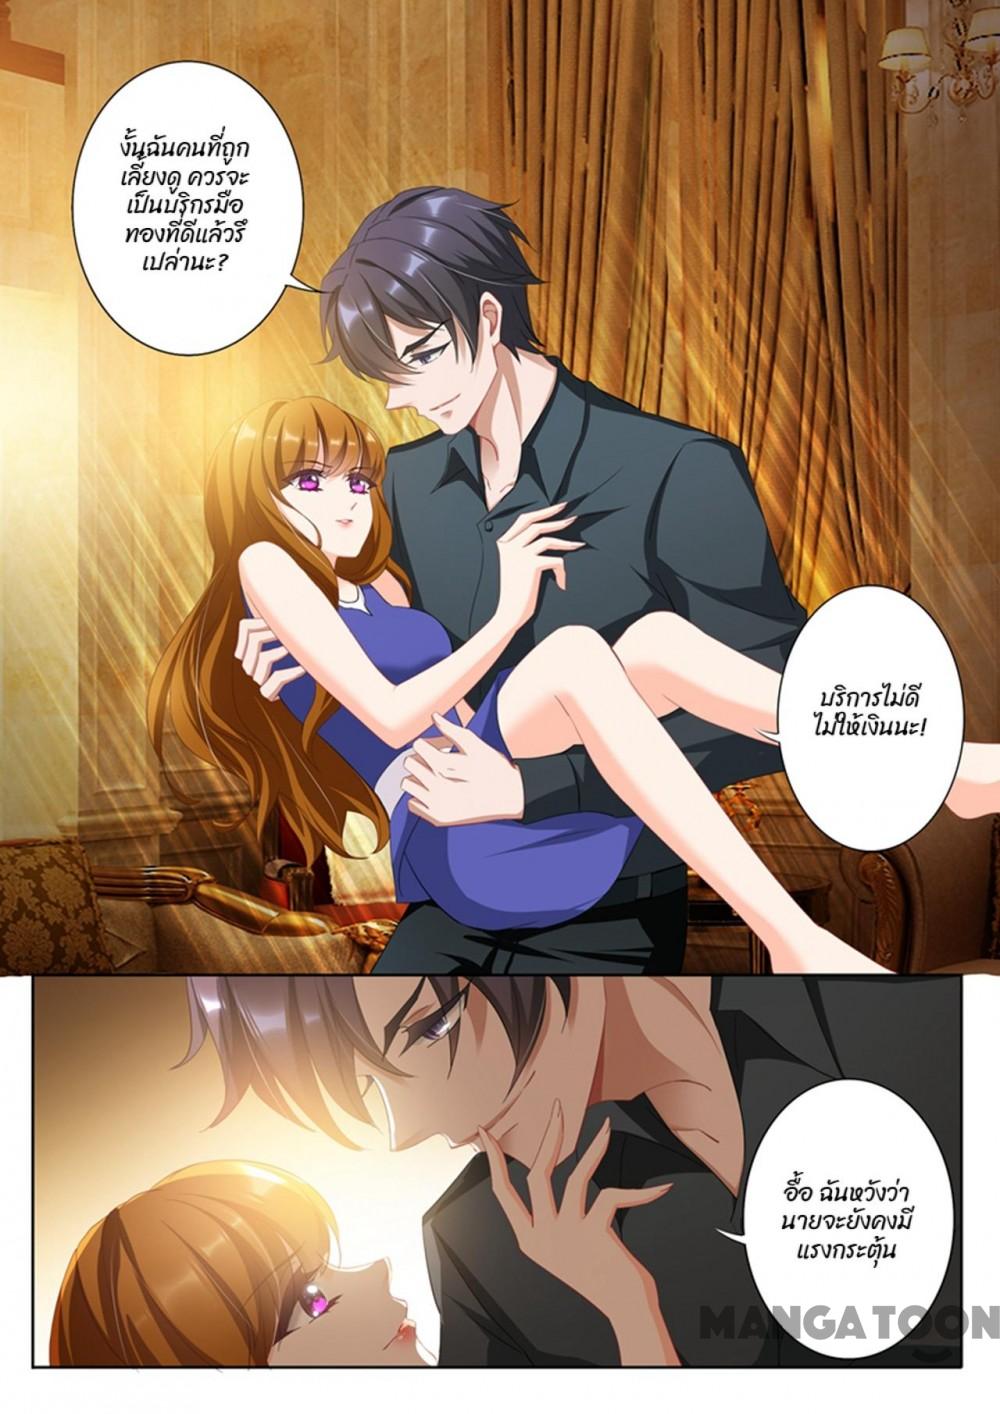 งั้นฉันคนที่ถูก
เลี้ยงดู ควรจะ
เป็นบริกรมือ
ทองที่ดีแล้วรึ
เปล่านะ?
บริการไม่ดี
ไม่ให้เงินนะ!
อื้อ ฉันหวังว่า
นายจะยังคงมี
แรงกระตุ้น
MANGATOON